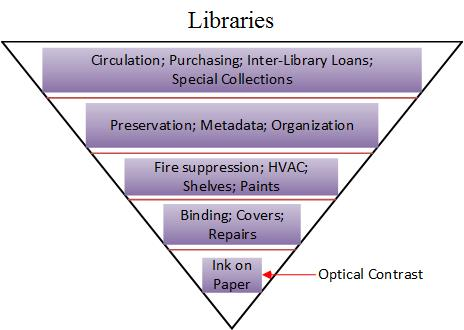 Libraries
Circulation; Purchasing; Inter-Library Loans;
Special Collections
Preservation; Metadata; Organization
Fire suppression; HVAC;
Shelves; Paints
Binding; Covers;
Repairs
Ink on
Paper
Optical Contrast